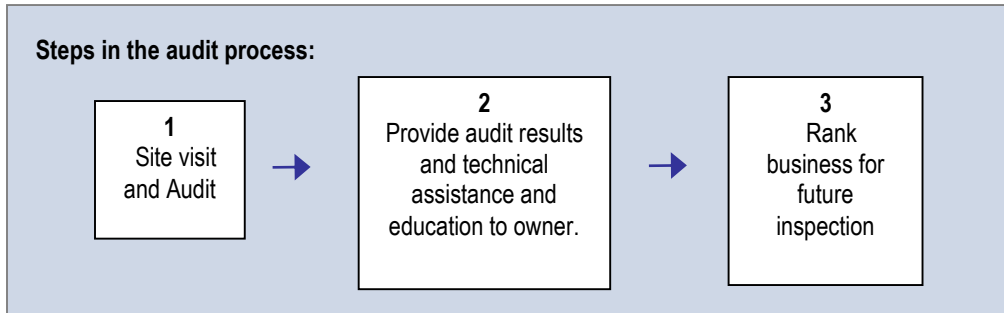 Steps in the audit process:
1
Site visit
and Audit
2
Provide audit results
and technical
assistance and
education to owner.
3
Rank
business for
future
inspection